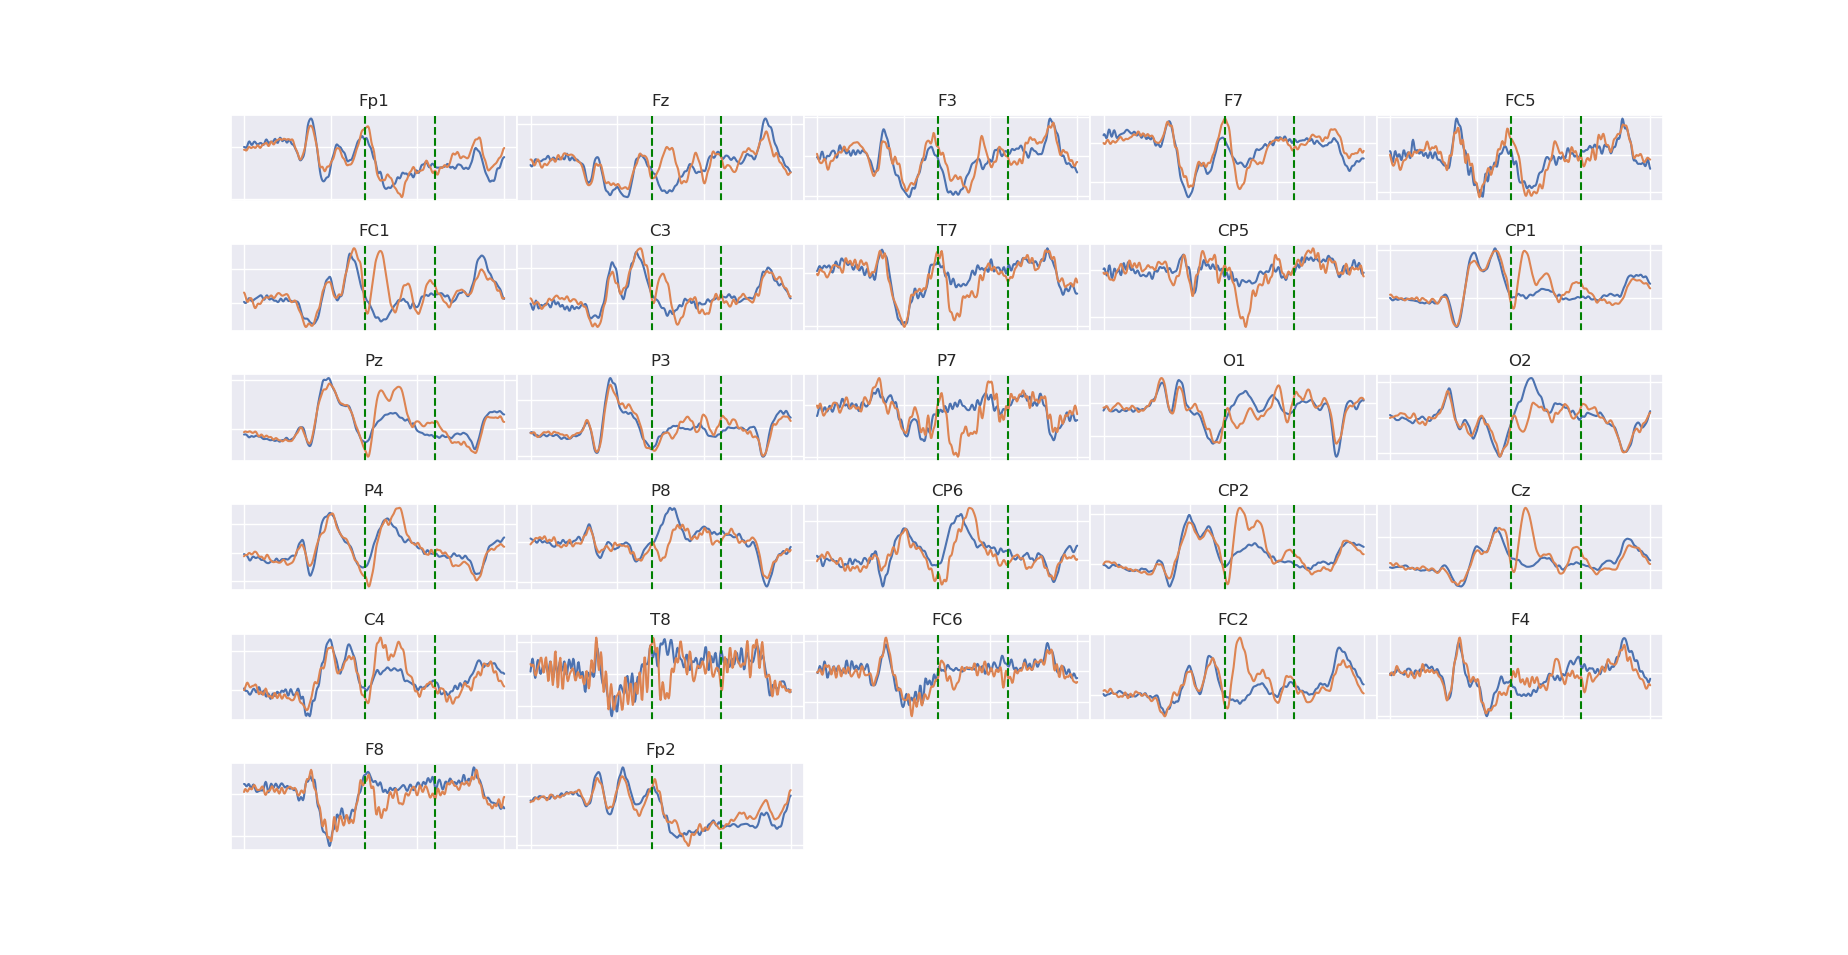 Fp1 Fz F3 F7 FC5
FC1 C3 T7 CP5 CP1
Pz P3 P7 O1 O2
P4 P8 CP6 CP2 Cz
C4 T8 FC6 FC2 F4
F8 Fp2